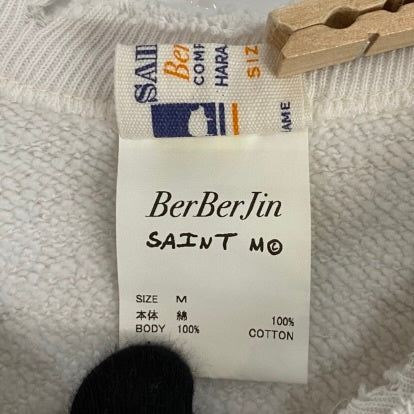 SAI
Ber
COMP
HARA
SIZ
AME
BerBerJin
SAINT M©
SIZE M
本体 綿
BODY 100%
100%
COTTON